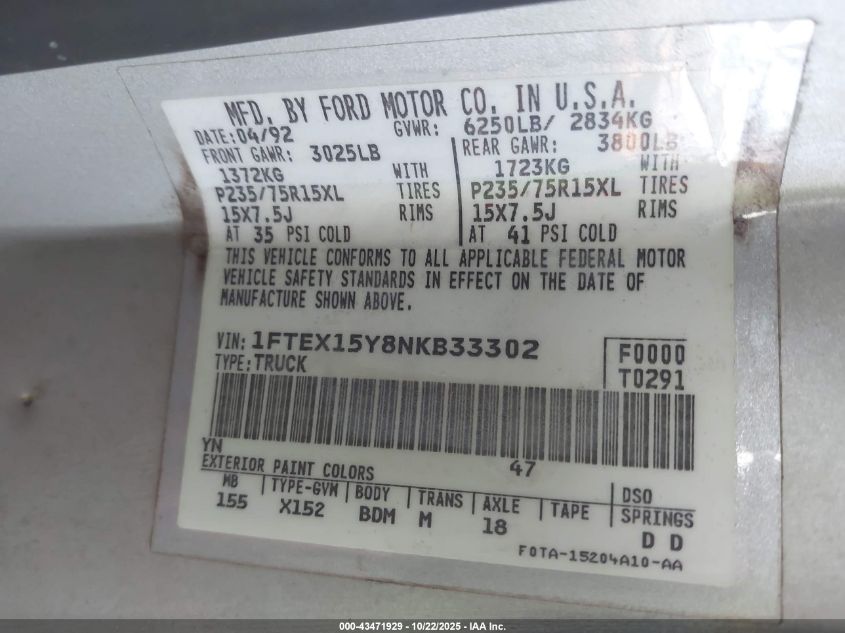 MFD. BY FORD MOTOR CO. IN U.S.A.
DATE: 04/92 GVWR: 6250LB/ 2834KG
FRONT GAWR: 3025LB REAR GAWR: 3800LB
1372KG WITH 1723KG WITH
P235/75R15XL TIRES P235/75R15XL TIRES
15X7.5J RIMS 15X7.5J RIMS
AT 35 PSI COLD AT 41 PSI COLD
THIS VEHICLE CONFORMS TO ALL APPLICABLE FEDERAL MOTOR
VEHICLE SAFETY STANDARDS IN EFFECT ON THE DATE OF
MANUFACTURE SHOWN ABOVE.
VIN: 1FTEX15Y8NKB33302 F0000
TYPE: TRUCK T0291
YN 47
EXTERIOR PAINT COLORS DSO
WB TYPE-GVW BODY TRANS AXLE TAPE SPRINGS
155 X152 BDM M 18 D D
F0TA-15204A10-AA
000-43471929 - 10/22/2025 - IAA Inc.